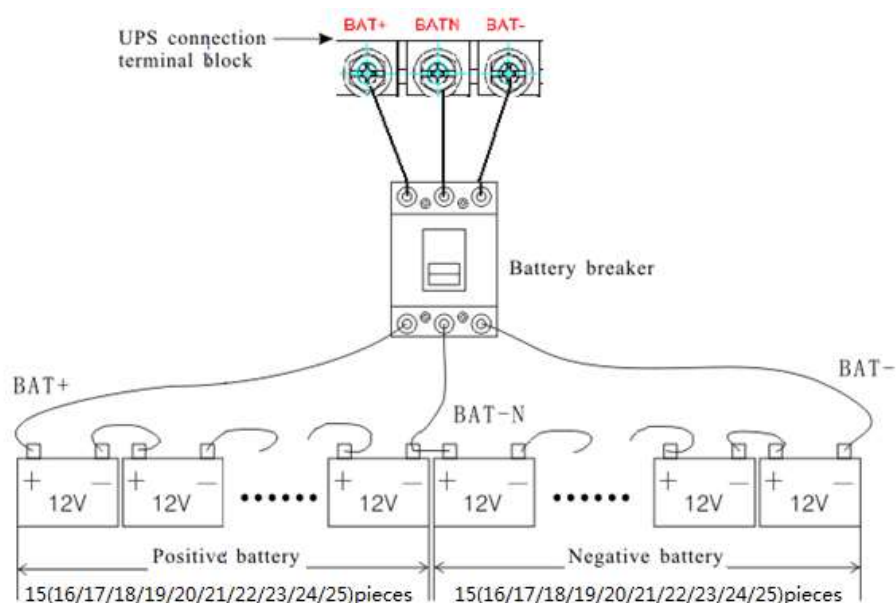 BAT+ BATN BAT-
UPS connection
terminal block
Battery breaker
BAT+
BAT-
BAT-N
+ 12V −
+ 12V −
+ 12V −
+ 12V −
+ 12V −
+ 12V −
Positive battery
Negative battery
15(16/17/18/19/20/21/22/23/24/25)pieces
15(16/17/18/19/20/21/22/23/24/25)pieces